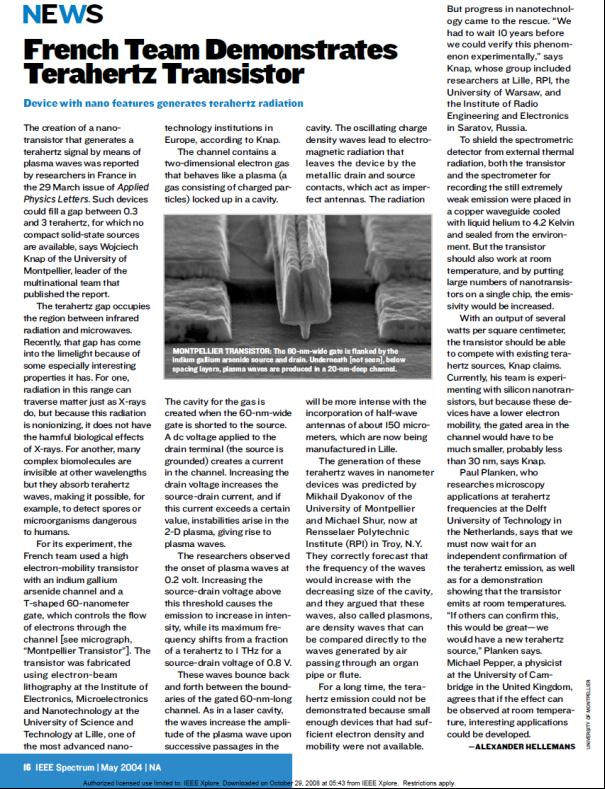 NEWS
French Team Demonstrates
Terahertz Transistor
Device with nano features generates terahertz radiation
The creation of a nano-
transistor that generates a
terahertz signal by means of
plasma waves was reported
by researchers in France in
the 29 March issue of Applied
Physics Letters. Such devices
could fill a gap between 0.3
and 3 terahertz, for which no
compact solid-state sources
are available, says Wojciech
Knap of the University of
Montpellier, leader of the
multinational team that
published the report.
The terahertz gap occupies
the region between infrared
radiation and microwaves.
Recently, that gap has come
into the limelight because of
some especially interesting
properties it has. For one,
radiation in this range can
traverse matter just as X-rays
do, but because this radiation
is nonionizing, it does not have
the harmful biological effects
of X-rays. For another, many
complex biomolecules are
invisible at other wavelengths
but they absorb terahertz
waves, making it possible, for
example, to detect spores or
microorganisms dangerous
to humans.
For its experiment, the
French team used a high
electron-mobility transistor
with an indium gallium
arsenide channel and a
T-shaped 60-nanometer
gate, which controls the flow
of electrons through the
channel [see micrograph,
"Montpellier Transistor"]. The
transistor was fabricated
using electron-beam
lithography at the Institute of
Electronics, Microelectronics
and Nanotechnology at the
University of Science and
Technology at Lille, one of
the most advanced nano-
technology institutions in
Europe, according to Knap.
The channel contains a
two-dimensional electron gas
that behaves like a plasma (a
gas consisting of charged par-
ticles) locked up in a cavity.
MONTPELLIER TRANSISTOR: The 60-nm-wide gate is flanked by the
indium gallium arsenide source and drain. Underneath [not seen], below
spacing layers, plasma waves are produced in a 20-nm-deep channel.
The cavity for the gas is
created when the 60-nm-wide
gate is shorted to the source.
A dc voltage applied to the
drain terminal (the source is
grounded) creates a current
in the channel. Increasing the
drain voltage increases the
source-drain current, and if
this current exceeds a certain
value, instabilities arise in the
2-D plasma, giving rise to
plasma waves.
The researchers observed
the onset of plasma waves at
0.2 volt. Increasing the
source-drain voltage above
this threshold causes the
emission to increase in inten-
sity, while its maximum fre-
quency shifts from a fraction
of a terahertz to 1 THz for a
source-drain voltage of 0.8 V.
These waves bounce back
and forth between the bound-
aries of the gated 60-nm-long
channel. As in a laser cavity,
the waves increase the ampli-
tude of the plasma wave upon
successive passages in the
cavity. The oscillating charge
density waves lead to electro-
magnetic radiation that
leaves the device by the
metallic drain and source
contacts, which act as imper-
fect antennas. The radiation
will be more intense with the
incorporation of half-wave
antennas of about 150 micro-
meters, which are now being
manufactured in Lille.
The generation of these
terahertz waves in nanometer
devices was predicted by
Mikhail Dyakonov of the
University of Montpellier
and Michael Shur, now at
Rensselaer Polytechnic
Institute (RPI) in Troy, N.Y.
They correctly forecast that
the frequency of the waves
would increase with the
decreasing size of the cavity,
and they argued that these
waves, also called plasmons,
are density waves that can
be compared directly to the
waves generated by air
passing through an organ
pipe or flute.
For a long time, the tera-
hertz emission could not be
demonstrated because small
enough devices that had suf-
ficient electron density and
mobility were not available.
But progress in nanotechnol-
ogy came to the rescue. "We
had to wait 10 years before
we could verify this phenom-
enon experimentally," says
Knap, whose group included
researchers at Lille, RPI, the
University of Warsaw, and
the Institute of Radio
Engineering and Electronics
in Saratov, Russia.
To shield the spectrometric
detector from external thermal
radiation, both the transistor
and the spectrometer for
recording the still extremely
weak emission were placed in
a copper waveguide cooled
with liquid helium to 4.2 Kelvin
and sealed from the environ-
ment. But the transistor
should also work at room
temperature, and by putting
large numbers of nanotransis-
tors on a single chip, the emis-
sivity would be increased.
With an output of several
watts per square centimeter,
the transistor should be able
to compete with existing tera-
hertz sources, Knap claims.
Currently, his team is experi-
menting with silicon nanotran-
sistors, but because these de-
vices have a lower electron
mobility, the gated area in the
channel would have to be
much smaller, probably less
than 30 nm, says Knap.
Paul Planken, who
researches microscopy
applications at terahertz
frequencies at the Delft
University of Technology in
the Netherlands, says that we
must now wait for an
independent confirmation of
the terahertz emission, as well
as for a demonstration
showing that the transistor
emits at room temperatures.
"If others can confirm this,
this would be great—we
would have a new terahertz
source," Planken says.
Michael Pepper, a physicist
at the University of Cam-
bridge in the United Kingdom,
agrees that if the effect can
be observed at room tempera-
ture, interesting applications
could be developed.
—ALEXANDER HELLEMANS
UNIVERSITY OF MONTPELLIER
16 IEEE Spectrum | May 2004 | NA
Authorized licensed use limited to: IEEE Xplore. Downloaded on October 29, 2008 at 05:43 from IEEE Xplore. Restrictions apply.